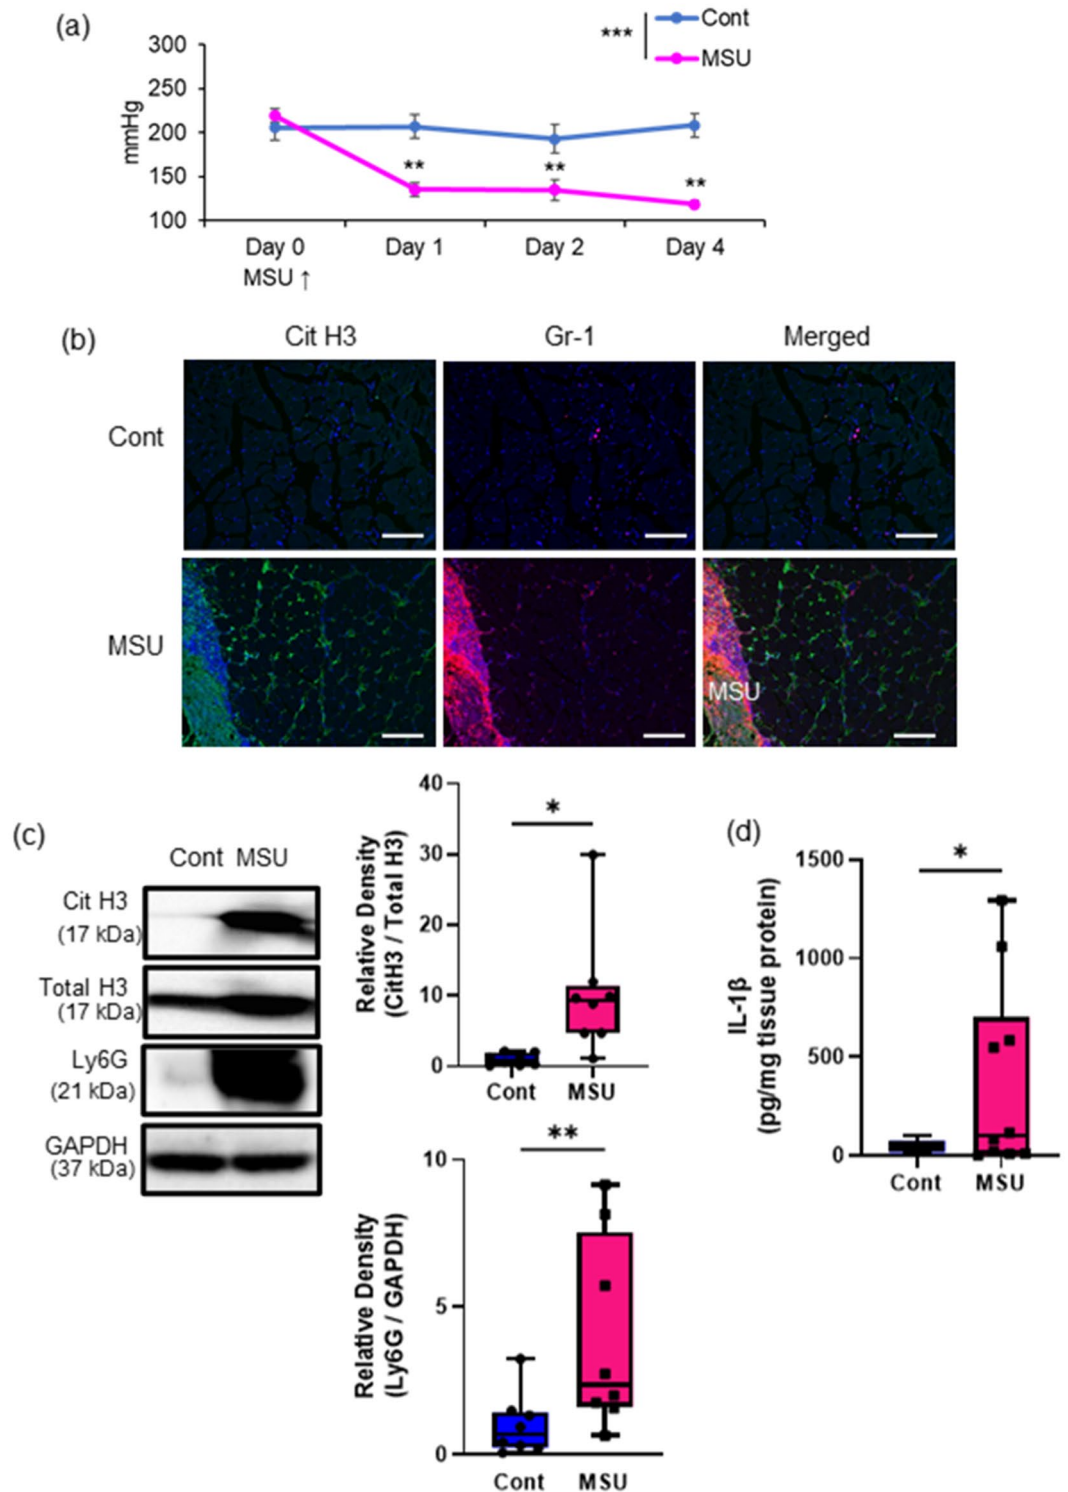 (a)
***
Cont
MSU
mmHg
300
250
200
150
100
**
**
**
Day 0
Day 1
Day 2
Day 4
MSU ↑
(b)
Cit H3
Gr-1
Merged
Cont
MSU
MSU
(c)
Cont MSU
Cit H3
(17 kDa)
Total H3
(17 kDa)
Ly6G
(21 kDa)
GAPDH
(37 kDa)
Relative Density
(CitH3 / Total H3)
40
30
20
10
0
*
Cont
MSU
Relative Density
(Ly6G / GAPDH)
10
5
0
**
Cont
MSU
(d)
IL-1β
(pg/mg tissue protein)
1500
1000
500
0
*
Cont
MSU